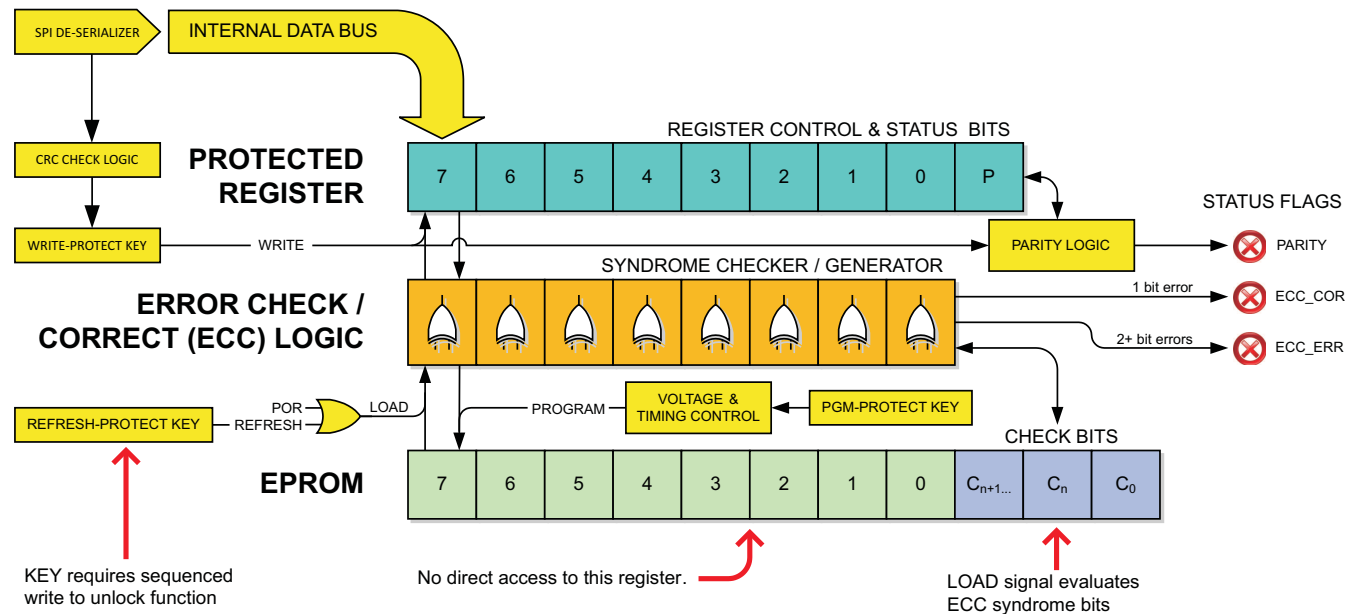 SPI DE-SERIALIZER
INTERNAL DATA BUS
REGISTER CONTROL & STATUS BITS
CRC CHECK LOGIC
PROTECTED
REGISTER
7 6 5 4 3 2 1 0 P
STATUS FLAGS
WRITE-PROTECT KEY
WRITE
PARITY LOGIC
PARITY
SYNDROME CHECKER / GENERATOR
ERROR CHECK /
CORRECT (ECC) LOGIC
1 bit error
ECC_COR
2+ bit errors
ECC_ERR
REFRESH-PROTECT KEY
POR
REFRESH
LOAD
PROGRAM
VOLTAGE &
TIMING CONTROL
PGM-PROTECT KEY
CHECK BITS
EPROM
7 6 5 4 3 2 1 0 Cn+1... Cn C0
KEY requires sequenced
write to unlock function
No direct access to this register.
LOAD signal evaluates
ECC syndrome bits